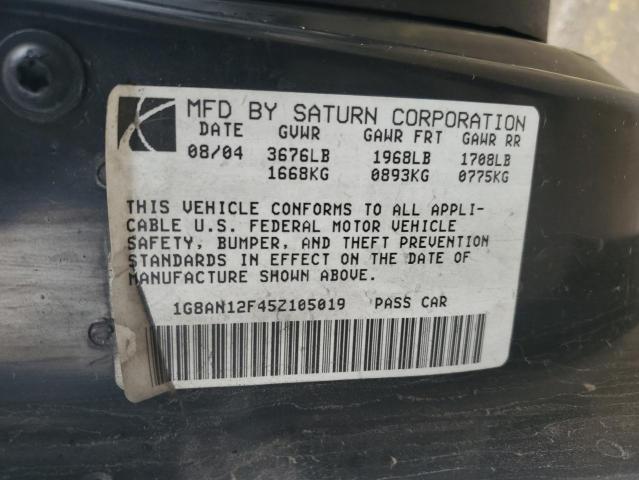 MFD BY SATURN CORPORATION
DATE GVWR GAWR FRT GAWR RR
08/04 3676LB 1968LB 1708LB
1668KG 0893KG 0775KG
THIS VEHICLE CONFORMS TO ALL APPLI-
CABLE U.S. FEDERAL MOTOR VEHICLE
SAFETY, BUMPER, AND THEFT PREVENTION
STANDARDS IN EFFECT ON THE DATE OF
MANUFACTURE SHOWN ABOVE.
1G8AN12F45Z105019 PASS CAR